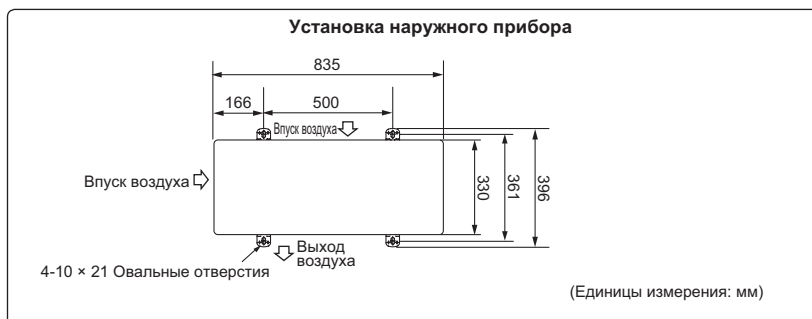 Установка наружного прибора
835
166
500
Впуск воздуха
Впуск воздуха
330
361
396
Выход
воздуха
4-10 × 21 Овальные отверстия
(Единицы измерения: мм)